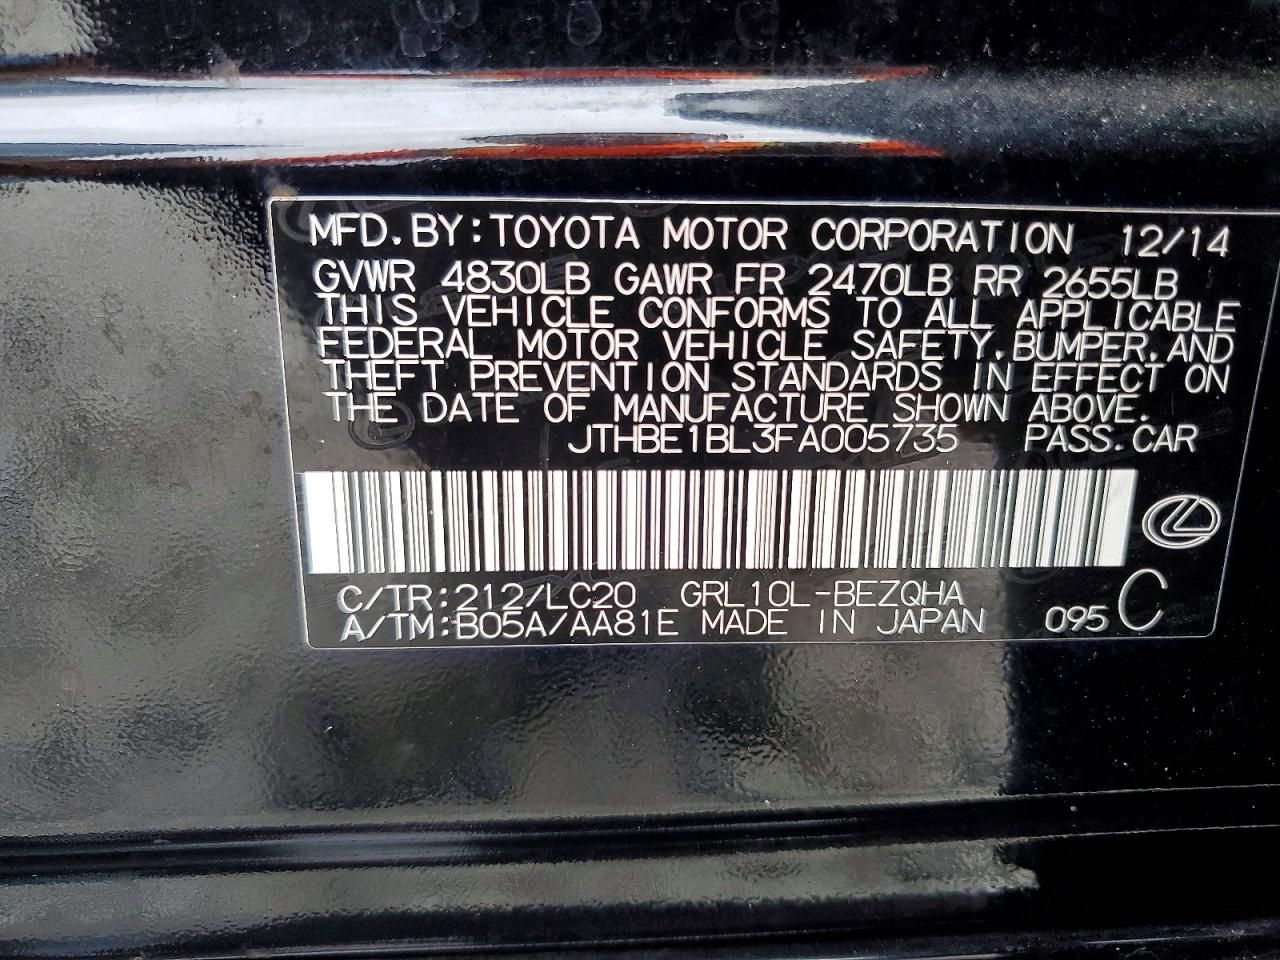 MFD. BY: TOYOTA MOTOR CORPORATION 12/14
GVWR 4830LB GAWR FR 2470LB RR 2655LB
THIS VEHICLE CONFORMS TO ALL APPLICABLE
FEDERAL MOTOR VEHICLE SAFETY, BUMPER, AND
THEFT PREVENTION STANDARDS IN EFFECT ON
THE DATE OF MANUFACTURE SHOWN ABOVE.
JTHBE1BL3FA005735 PASS. CAR
C/TR:212/LC20 GRL10L-BEZQHA
A/TM:B05A/AA81E MADE IN JAPAN 095 C